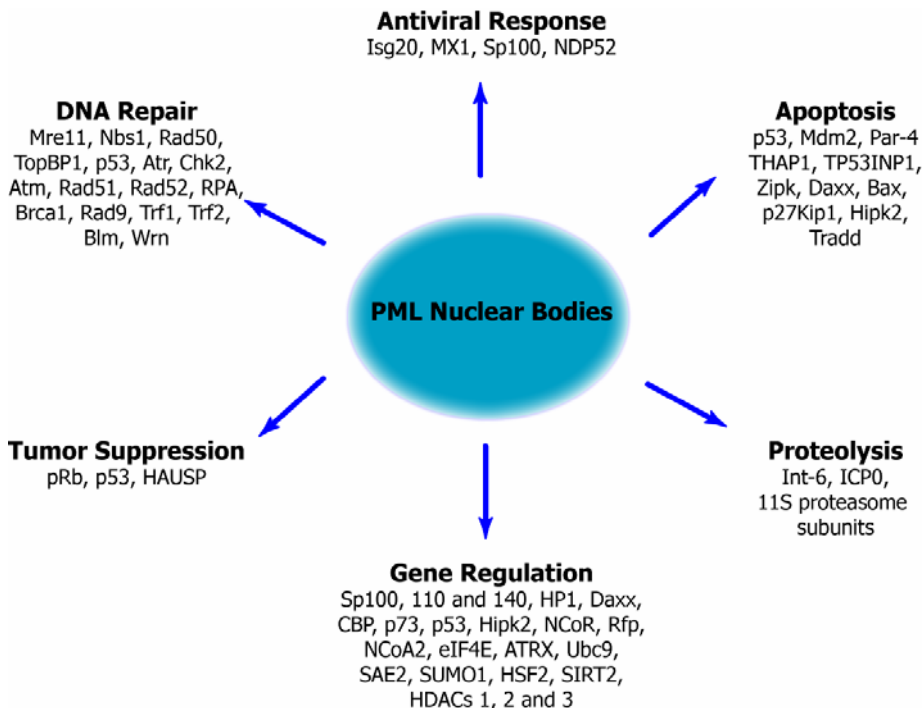 Antiviral Response
Isg20, MX1, Sp100, NDP52
DNA Repair
Mre11, Nbs1, Rad50,
TopBP1, p53, Atr, Chk2,
Atm, Rad51, Rad52, RPA,
Brca1, Rad9, Trf1, Trf2,
Blm, Wrn
Apoptosis
p53, Mdm2, Par-4
THAP1, TP53INP1,
Zipk, Daxx, Bax,
p27Kip1, Hipk2,
Tradd
PML Nuclear Bodies
Tumor Suppression
pRb, p53, HAUSP
Proteolysis
Int-6, ICP0,
11S proteasome
subunits
Gene Regulation
Sp100, 110 and 140, HP1, Daxx,
CBP, p73, p53, Hipk2, NCoR, Rfp,
NCoA2, eIF4E, ATRX, Ubc9,
SAE2, SUMO1, HSF2, SIRT2,
HDACs 1, 2 and 3